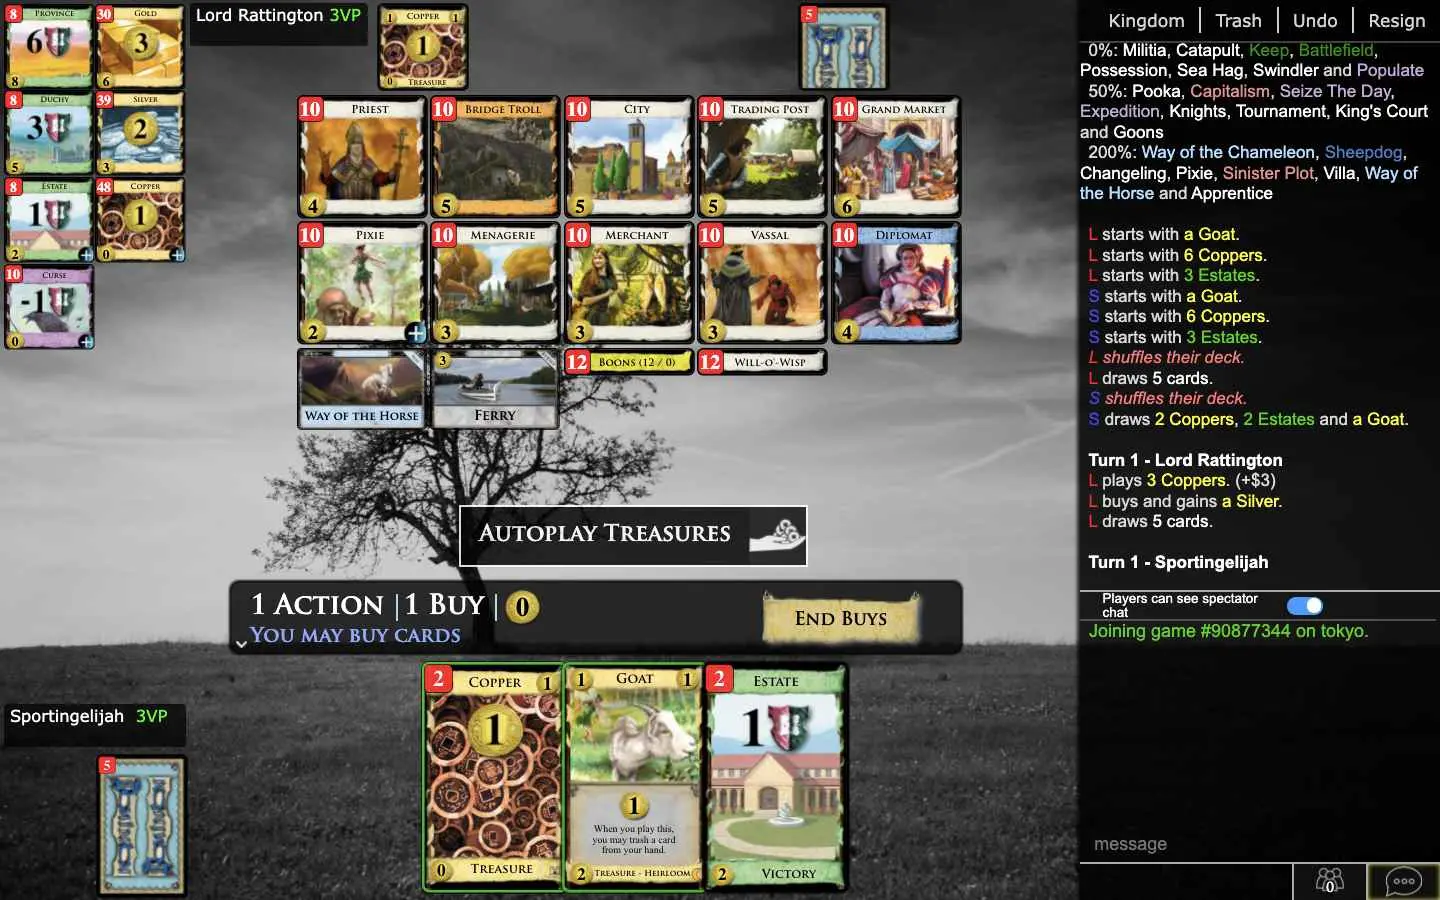 8 Province 6 8
30 Gold 3 6
Lord Rattington 3VP
1 Copper 1
1
0 Treasure
5
Kingdom | Trash | Undo | Resign
8 Duchy 3 5
39 Silver 2 3
8 Estate 1 2
48 Copper 1 0
10 Curse -1 0
10 Priest 4
10 Bridge Troll 5
10 City 5
10 Trading Post 5
10 Grand Market 6
10 Pixie 2
10 Menagerie 3
10 Merchant 3
10 Vassal 3
10 Diplomat 4
Way of the Horse
3 Ferry
12 Boons (12 / 0)
12 Will-o'-Wisp
Autoplay Treasures
1 Action | 1 Buy | 0
You may buy cards
End Buys
Sportingelijah 3VP
5
2 Copper 1
1
0 Treasure
1 Goat 1
1
When you play this,
you may trash a card
from your hand.
2 Treasure - Heirloom
2 Estate
1
2 Victory
0%: Militia, Catapult, Keep, Battlefield,
Possession, Sea Hag, Swindler and Populate
50%: Pooka, Capitalism, Seize The Day,
Expedition, Knights, Tournament, King's Court
and Goons
200%: Way of the Chameleon, Sheepdog,
Changeling, Pixie, Sinister Plot, Villa, Way of
the Horse and Apprentice
L starts with a Goat.
L starts with 6 Coppers.
L starts with 3 Estates.
S starts with a Goat.
S starts with 6 Coppers.
S starts with 3 Estates.
L shuffles their deck.
L draws 5 cards.
S shuffles their deck.
S draws 2 Coppers, 2 Estates and a Goat.
Turn 1 - Lord Rattington
L plays 3 Coppers. (+$3)
L buys and gains a Silver.
L draws 5 cards.
Turn 1 - Sportingelijah
Players can see spectator
chat
Joining game #90877344 on tokyo.
message
0